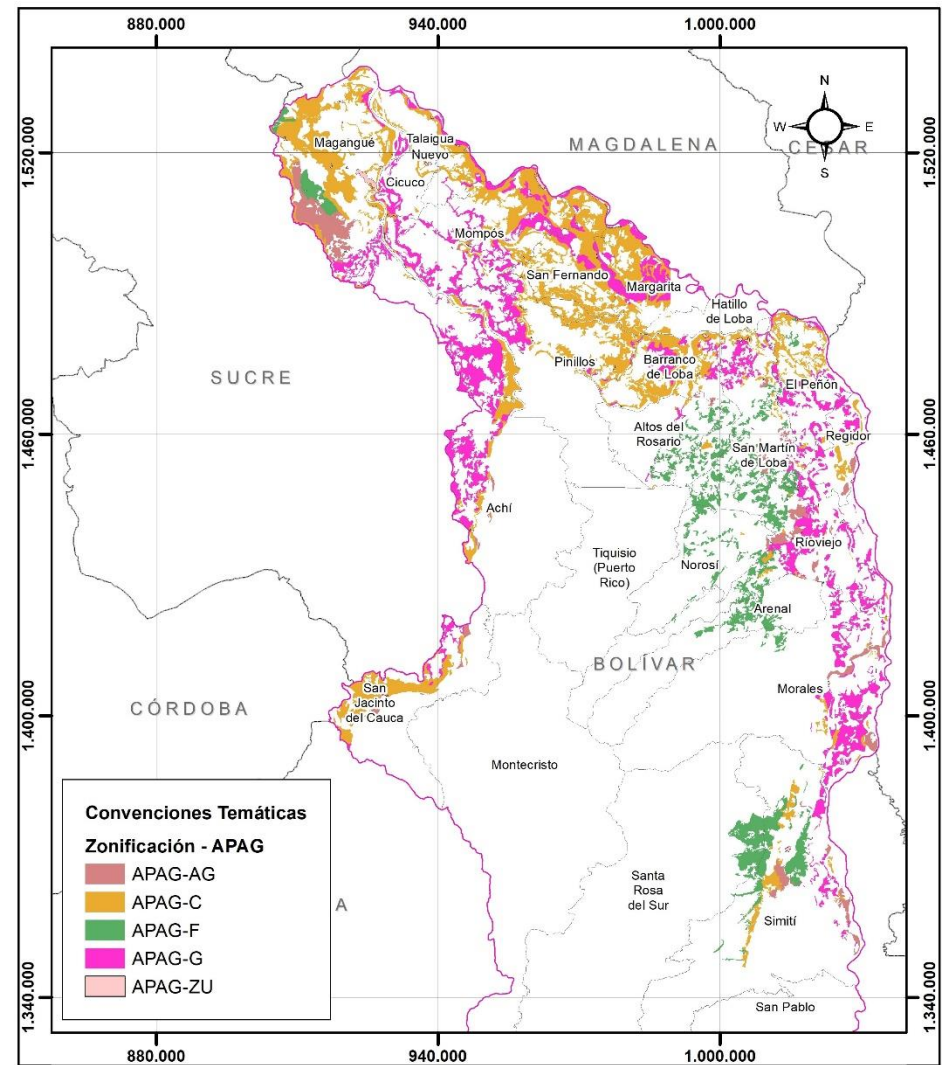 880.000
940.000
1.000.000
N
W
E
S
MAGDALENA
CESAR
1.520.000
1.520.000
Magangué
Talaigua
Nuevo
Cicuco
Mompós
San Fernando
Margarita
Hatillo
de Loba
SUCRE
Pinillos
Barranco
de Loba
El Peñón
1.460.000
1.460.000
Altos del
Rosario
San Martín
de Loba
Regidor
Achí
Ríoviejo
Tiquisio
(Puerto
Rico)
Norosí
Arenal
BOLÍVAR
San
Jacinto
del Cauca
Morales
CÓRDOBA
1.400.000
1.400.000
Montecristo
Convenciones Temáticas
Zonificación - APAG
APAG-AG
APAG-C
APAG-F
APAG-G
APAG-ZU
A
Santa
Rosa
del Sur
Simití
San Pablo
1.340.000
1.340.000
880.000
940.000
1.000.000